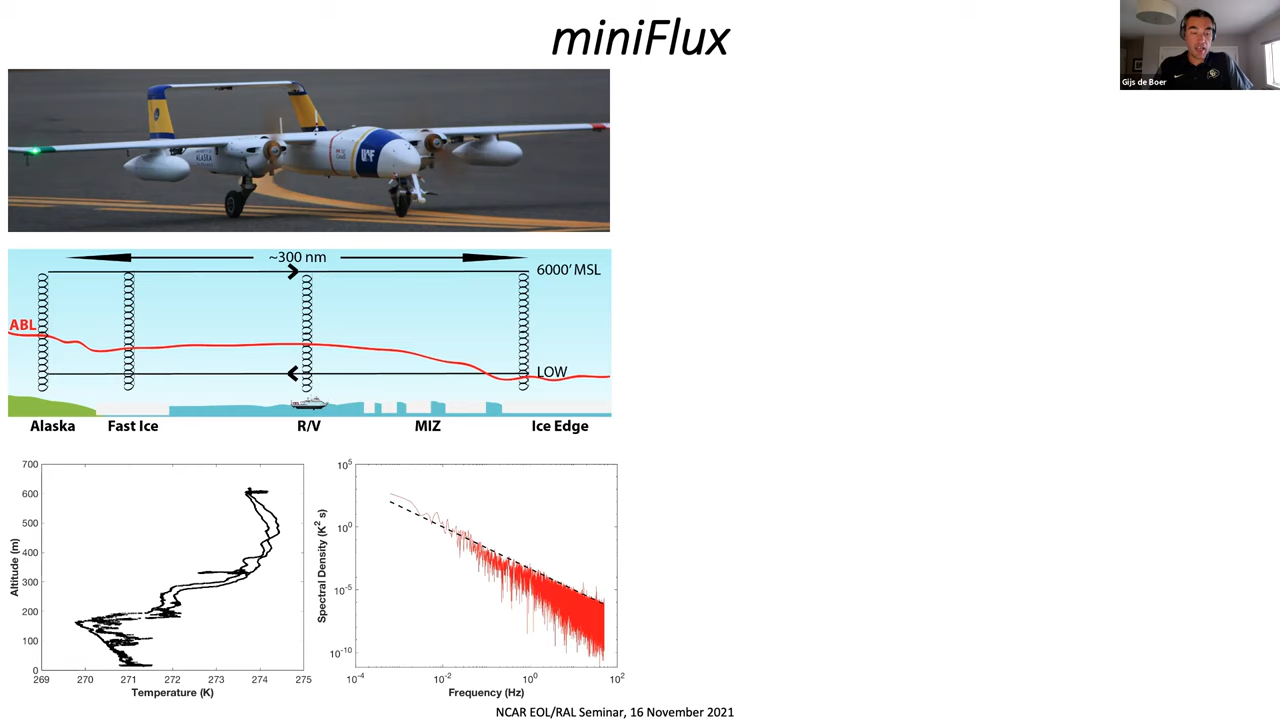 miniFlux
Gijs de Boer
ALASKA
UAF
~300 nm
6000' MSL
ABL
LOW
Alaska
Fast Ice
R/V
MIZ
Ice Edge
700
600
500
400
300
200
100
0
Altitude (m)
269
270
271
272
273
274
275
Temperature (K)
10^5
10^0
10^-5
10^-10
Spectral Density (K^2 s)
10^-4
10^-2
10^0
10^2
Frequency (Hz)
NCAR EOL/RAL Seminar, 16 November 2021